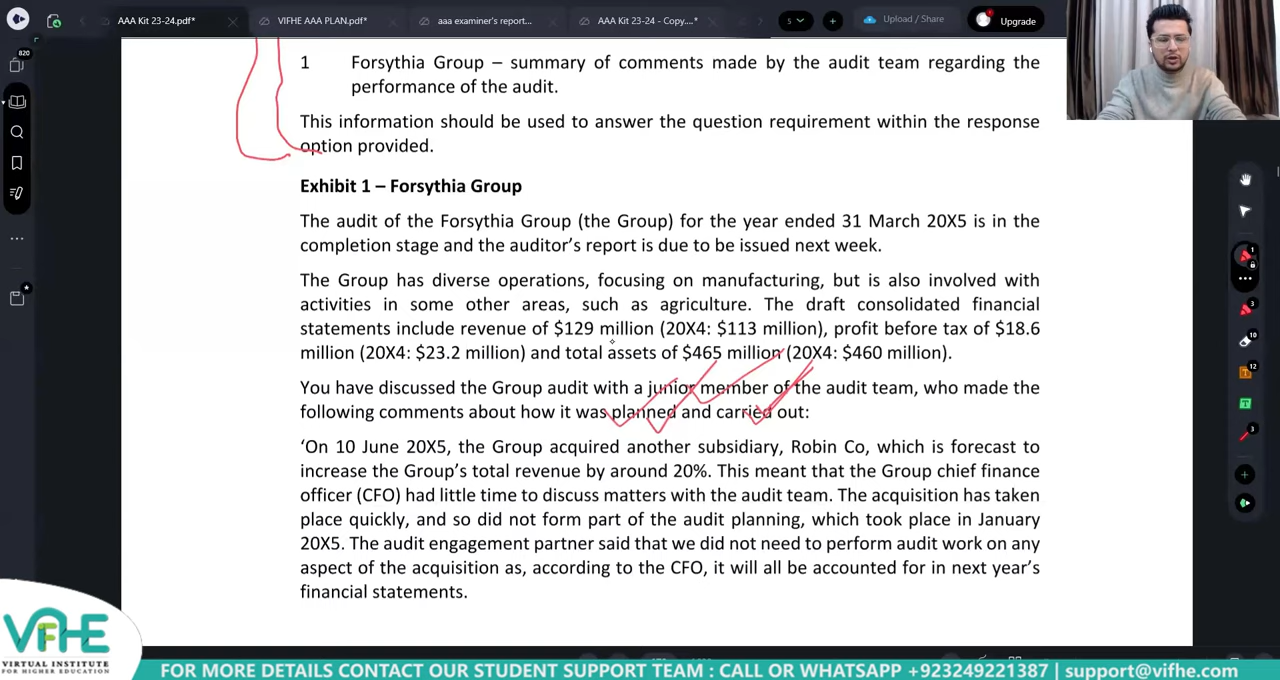 820
AAA Kit 23-24.pdf*
VIFHE AAA PLAN.pdf*
aaa examiner's report...
AAA Kit 23-24 - Copy....*
5
Upload / Share
1
Upgrade
1 Forsythia Group – summary of comments made by the audit team regarding the
performance of the audit.
This information should be used to answer the question requirement within the response
option provided.
Exhibit 1 – Forsythia Group
The audit of the Forsythia Group (the Group) for the year ended 31 March 20X5 is in the
completion stage and the auditor's report is due to be issued next week.
The Group has diverse operations, focusing on manufacturing, but is also involved with
activities in some other areas, such as agriculture. The draft consolidated financial
statements include revenue of $129 million (20X4: $113 million), profit before tax of $18.6
million (20X4: $23.2 million) and total assets of $465 million (20X4: $460 million).
You have discussed the Group audit with a junior member of the audit team, who made the
following comments about how it was planned and carried out:
'On 10 June 20X5, the Group acquired another subsidiary, Robin Co, which is forecast to
increase the Group's total revenue by around 20%. This meant that the Group chief finance
officer (CFO) had little time to discuss matters with the audit team. The acquisition has taken
place quickly, and so did not form part of the audit planning, which took place in January
20X5. The audit engagement partner said that we did not need to perform audit work on any
aspect of the acquisition as, according to the CFO, it will all be accounted for in next year's
financial statements.
1
3
10
12
3
VIFHE
VIRTUAL INSTITUTE
FOR HIGHER EDUCATION
FOR MORE DETAILS CONTACT OUR STUDENT SUPPORT TEAM : CALL OR WHATSAPP +923249221387 | support@vifhe.com